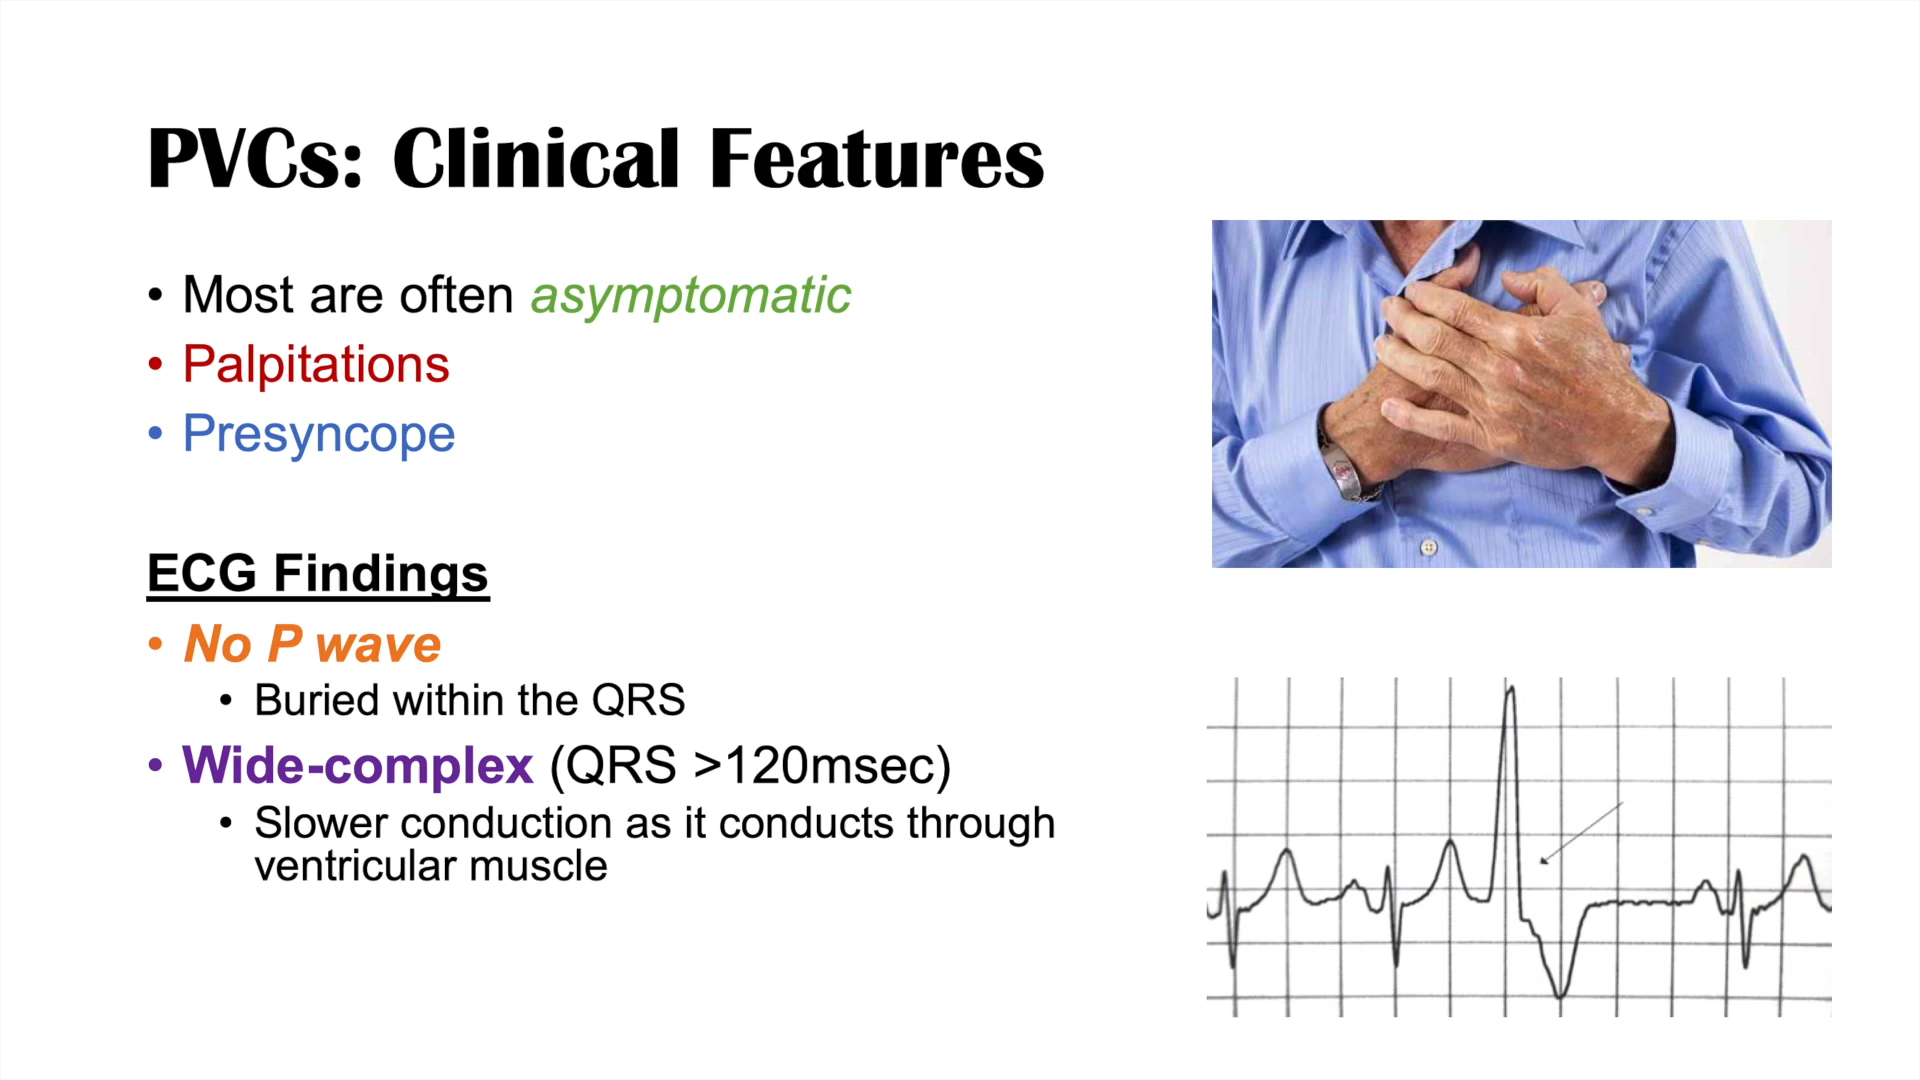 PVCs: Clinical Features
• Most are often asymptomatic
• Palpitations
• Presyncope
ECG Findings
• No P wave
• Buried within the QRS
• Wide-complex (QRS >120msec)
• Slower conduction as it conducts through
ventricular muscle